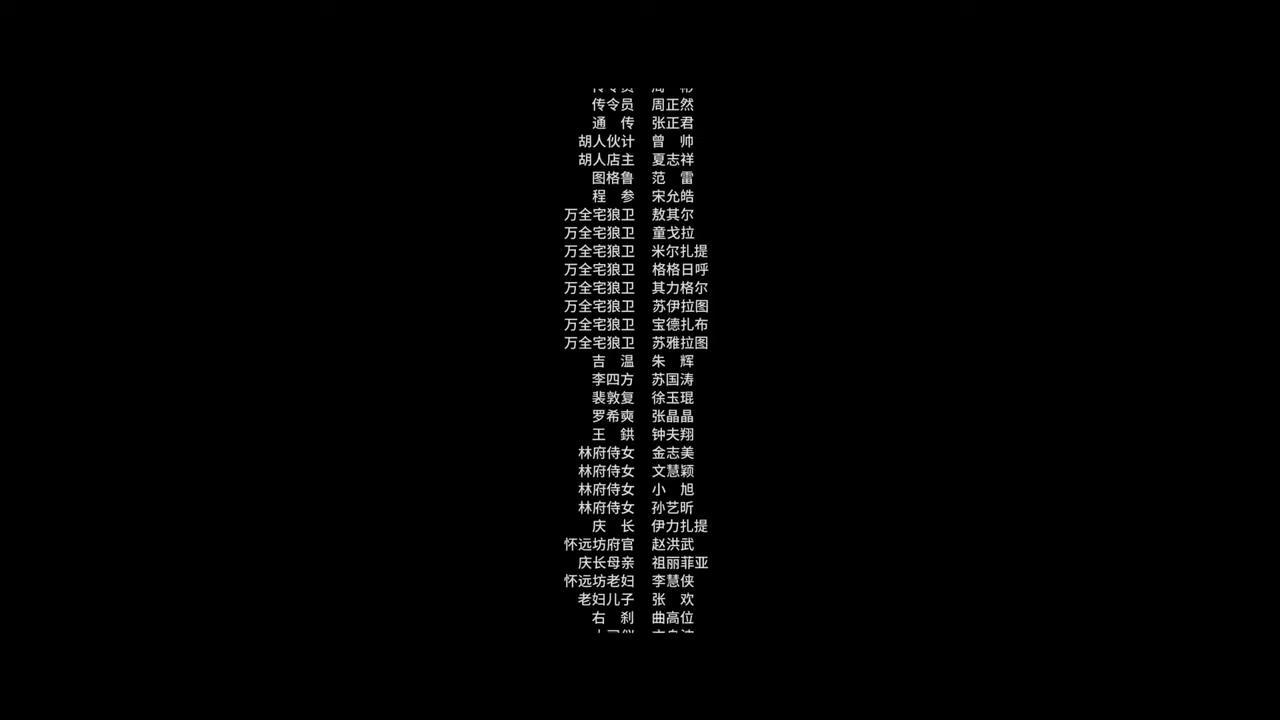 传令员 周正然
通 传 张正君
胡人伙计 曾 帅
胡人店主 夏志祥
图格鲁 范 雷
程 参 宋允皓
万全宅狼卫 敖其尔
万全宅狼卫 童戈拉
万全宅狼卫 米尔扎提
万全宅狼卫 格格日呼
万全宅狼卫 其力格尔
万全宅狼卫 苏伊拉图
万全宅狼卫 宝德扎布
万全宅狼卫 苏雅拉图
吉 温 朱 辉
李四方 苏国涛
裴敦复 徐玉琨
罗希奭 张晶晶
王 鉷 钟夫翔
林府侍女 金志美
林府侍女 文慧颖
林府侍女 小 旭
林府侍女 孙艺昕
庆 长 伊力扎提
怀远坊府官 赵洪武
庆长母亲 祖丽菲亚
怀远坊老妇 李慧侠
老妇儿子 张 欢
右 刹 曲高位